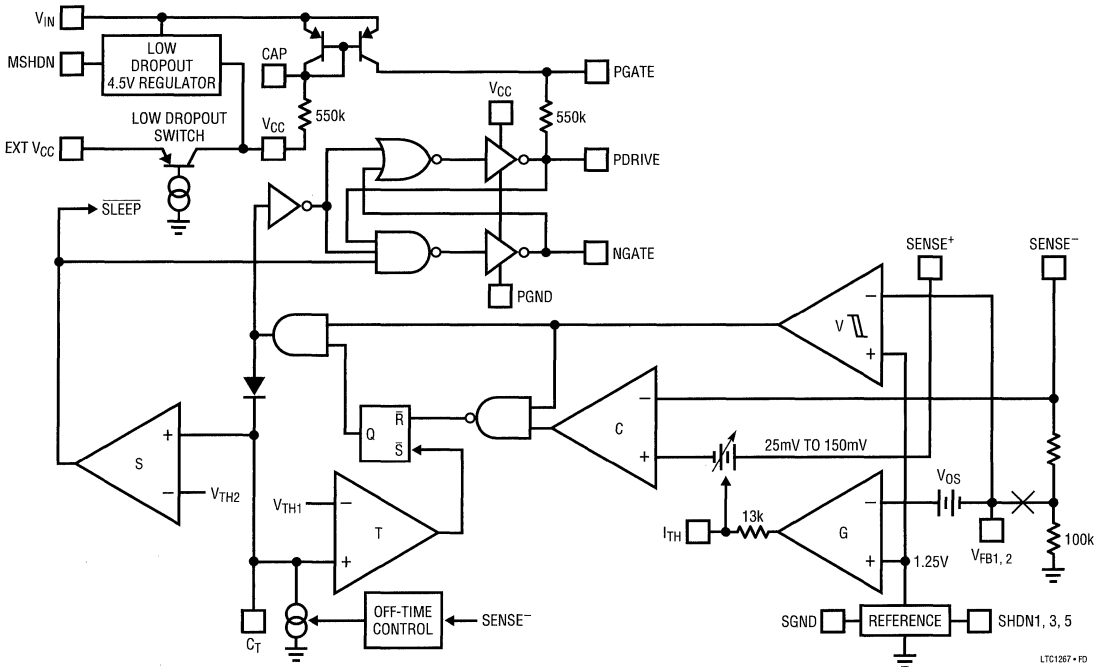 VIN
MSHDN
LOW
DROPOUT
4.5V REGULATOR
CAP
550k
PGATE
VCC
550k
LOW DROPOUT
SWITCH
VCC
EXT VCC
PDRIVE
SLEEP
NGATE
PGND
SENSE+
SENSE−
V
−
+
C
−
+
25mV TO 150mV
Q
R
S
S
+
−
VTH2
VTH1
−
T
+
ITH
13k
G
−
+
VOS
VFB1, 2
100k
1.25V
CT
OFF-TIME
CONTROL
SENSE−
SGND
REFERENCE
SHDN1, 3, 5
LTC1267 • FD